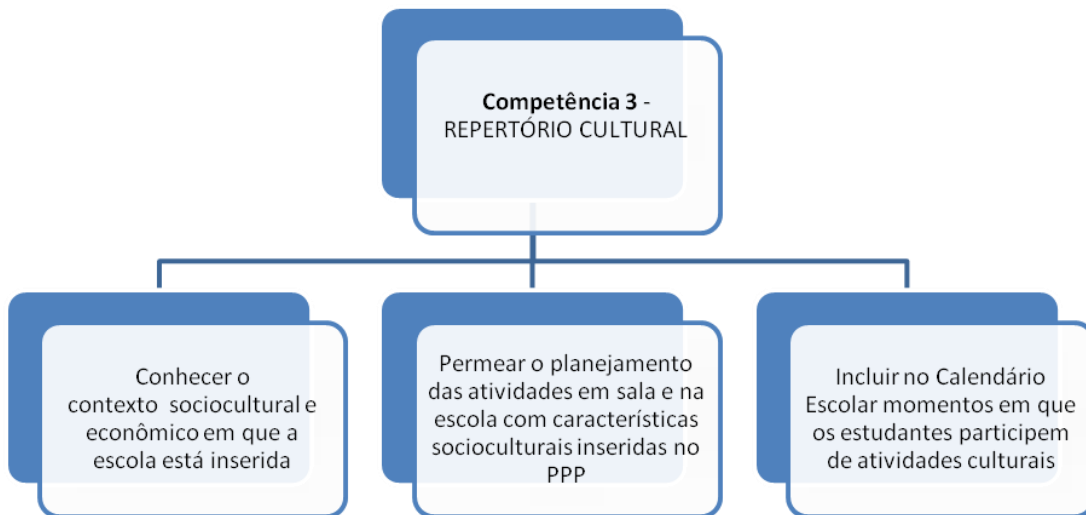 Competência 3 -
REPERTÓRIO CULTURAL
Conhecer o
contexto sociocultural e
econômico em que a
escola está inserida
Permear o planejamento
das atividades em sala e na
escola com características
socioculturais inseridas no
PPP
Incluir no Calendário
Escolar momentos em que
os estudantes participem
de atividades culturais